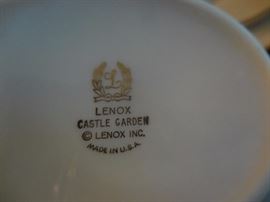 L
LENOX
CASTLE GARDEN
© LENOX INC.
MADE IN U.S.A.